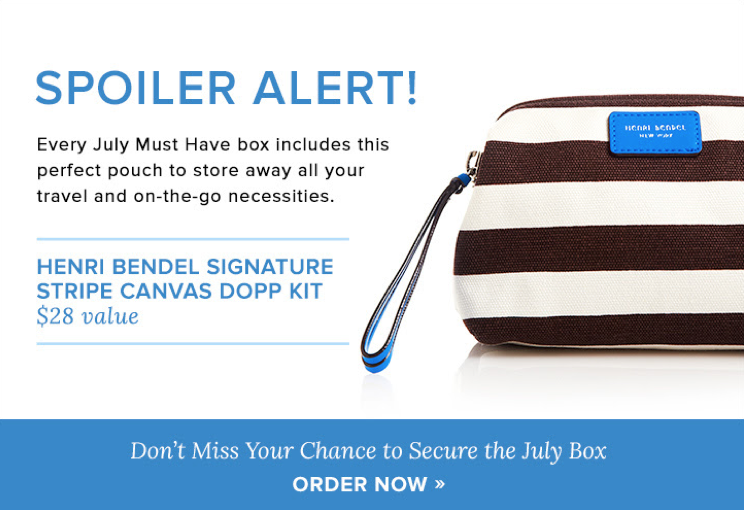 SPOILER ALERT!
Every July Must Have box includes this
perfect pouch to store away all your
travel and on-the-go necessities.
HENRI BENDEL SIGNATURE
STRIPE CANVAS DOPP KIT
$28 value
HENRI BENDEL
NEW YORK
Don’t Miss Your Chance to Secure the July Box
ORDER NOW »